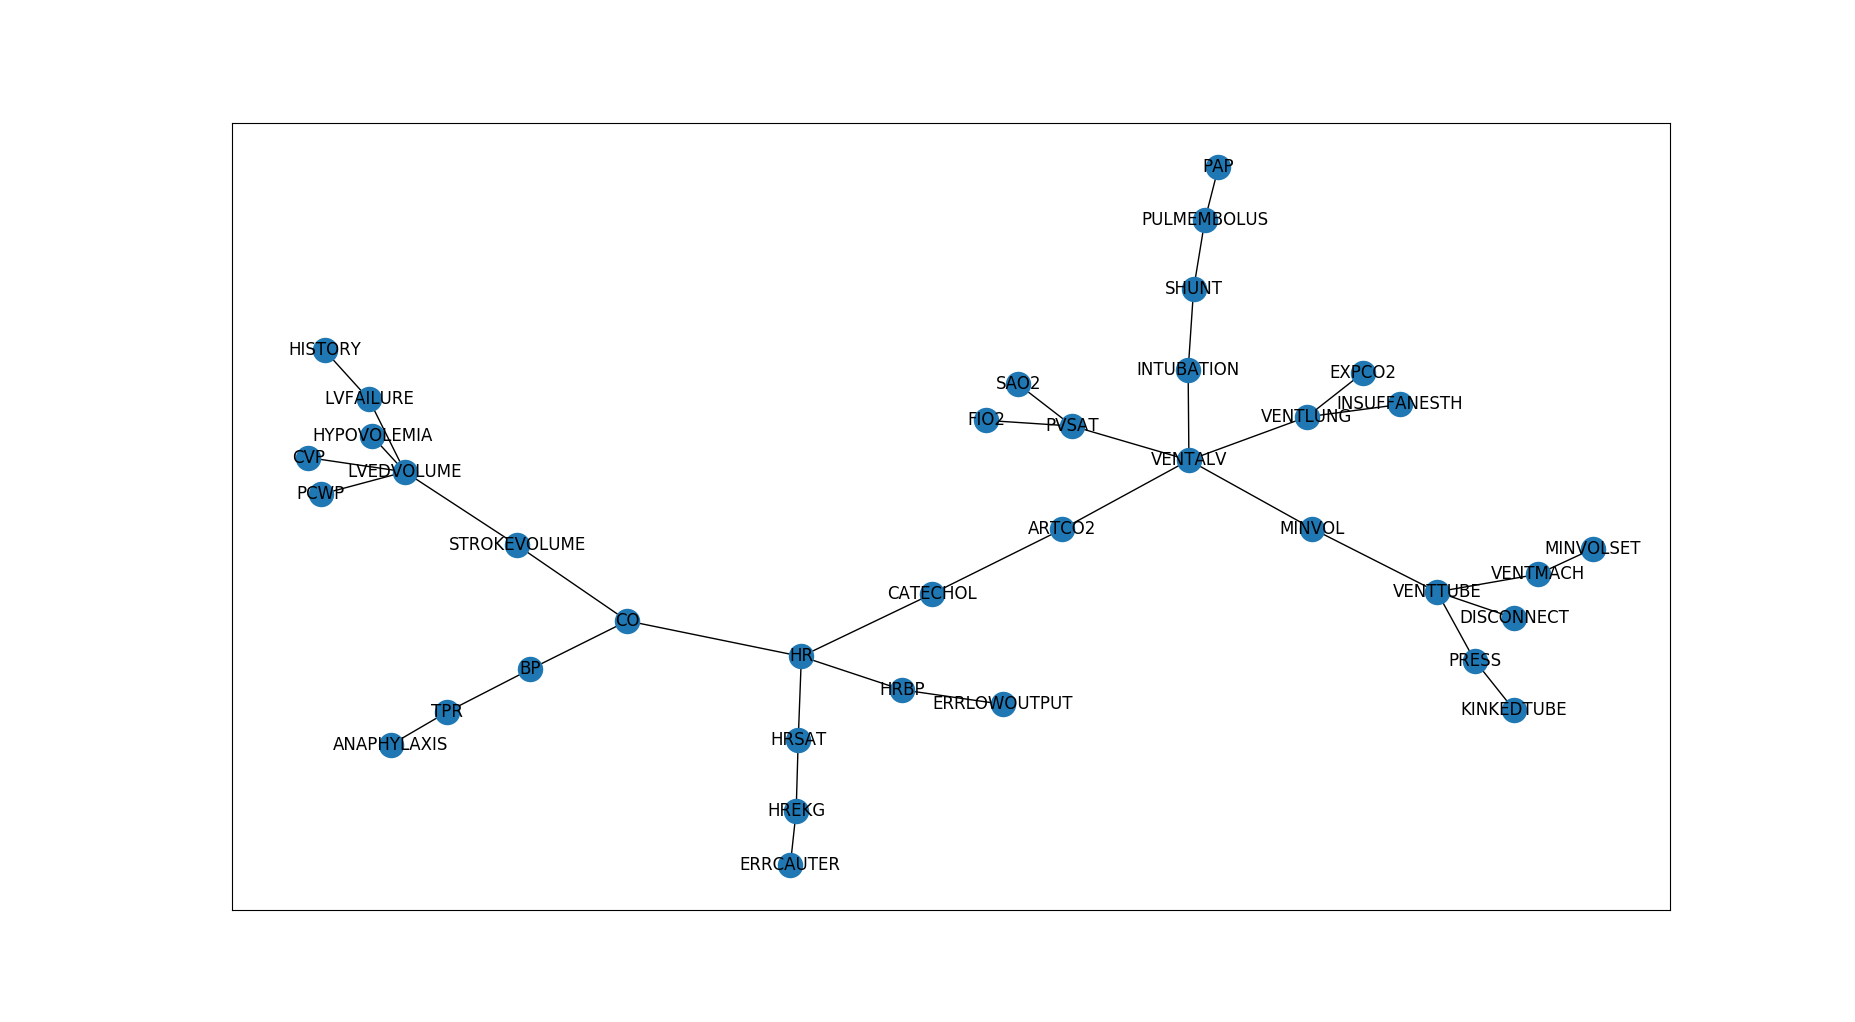 PAP
PULMEMBOLUS
SHUNT
HISTORY
INTUBATION
EXPCO2
SAO2
LVFAILURE
INSUFFANESTH
VENTLUNG
FIO2
PVSAT
HYPOVOLEMIA
CVP
VENTALV
LVEDVOLUME
PCWP
ARTCO2
MINVOL
STROKEVOLUME
MINVOLSET
VENTMACH
VENTTUBE
CATECHOL
DISCONNECT
CO
HR
PRESS
BP
HRBP
ERRLOWOUTPUT
KINKEDTUBE
TPR
HRSAT
ANAPHYLAXIS
HREKG
ERRCAUTER